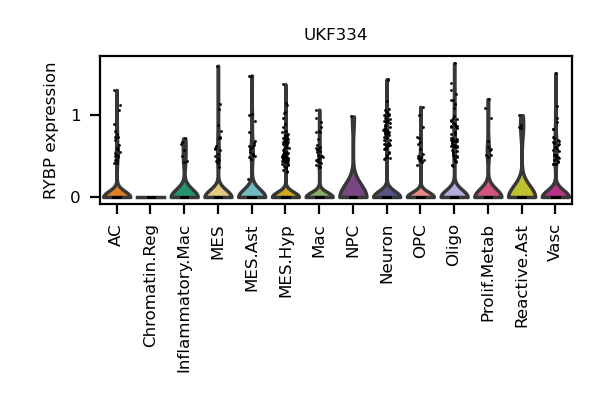 UKF334
RYBP expression
1
0
AC
Chromatin.Reg
Inflammatory.Mac
MES
MES.Ast
MES.Hyp
Mac
NPC
Neuron
OPC
Oligo
Prolif.Metab
Reactive.Ast
Vasc